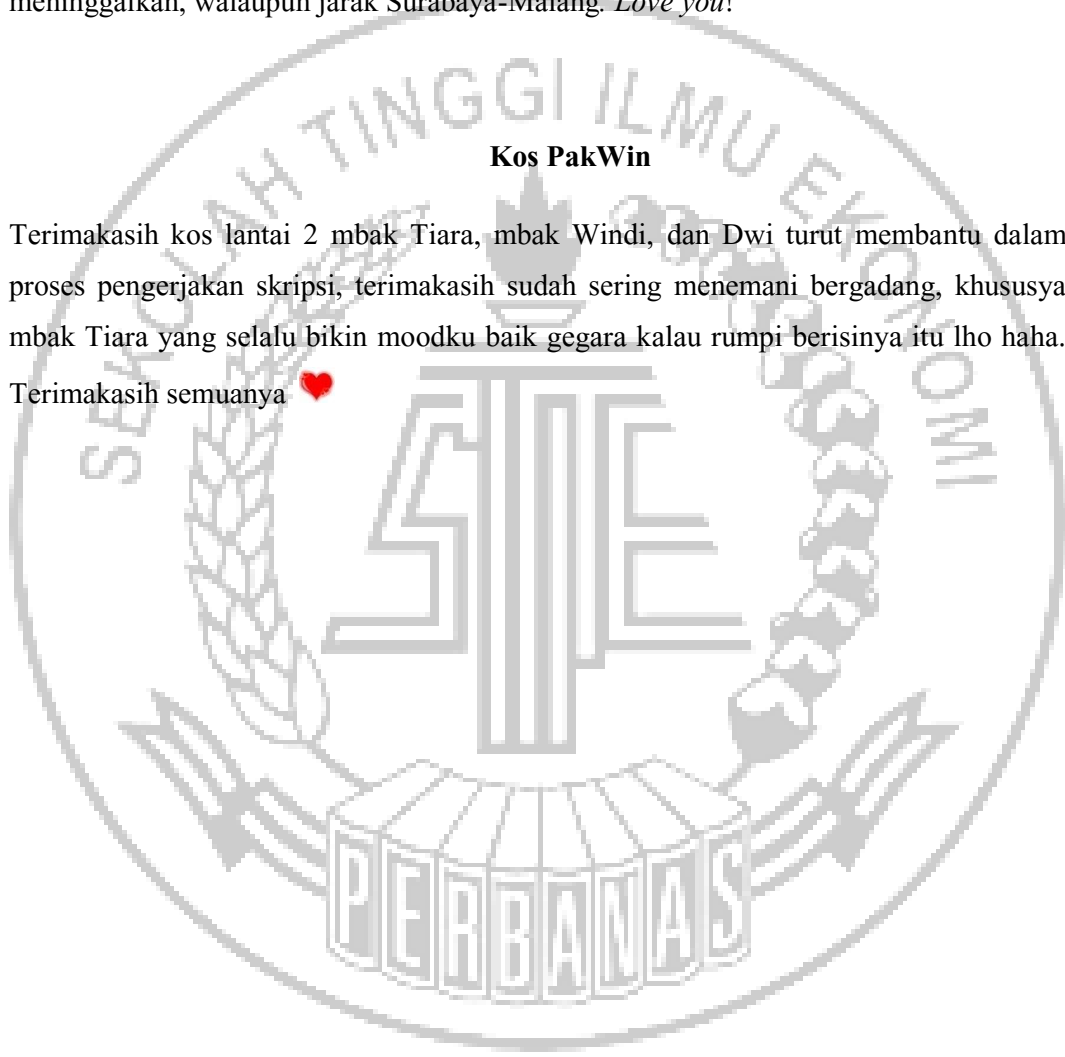 meninggalkan, walaupun jarak Surabaya-Malang. Love you!
SEKOLAH TINGGI ILMU EKONOMI
Kos PakWin
Terimakasih kos lantai 2 mbak Tiara, mbak Windi, dan Dwi turut membantu dalam
proses pengerjakan skripsi, terimakasih sudah sering menemani bergadang, khususya
mbak Tiara yang selalu bikin moodku baik gegara kalau rumpi berisinya itu lho haha.
Terimakasih semuanya ❤
STIE
PERBANAS